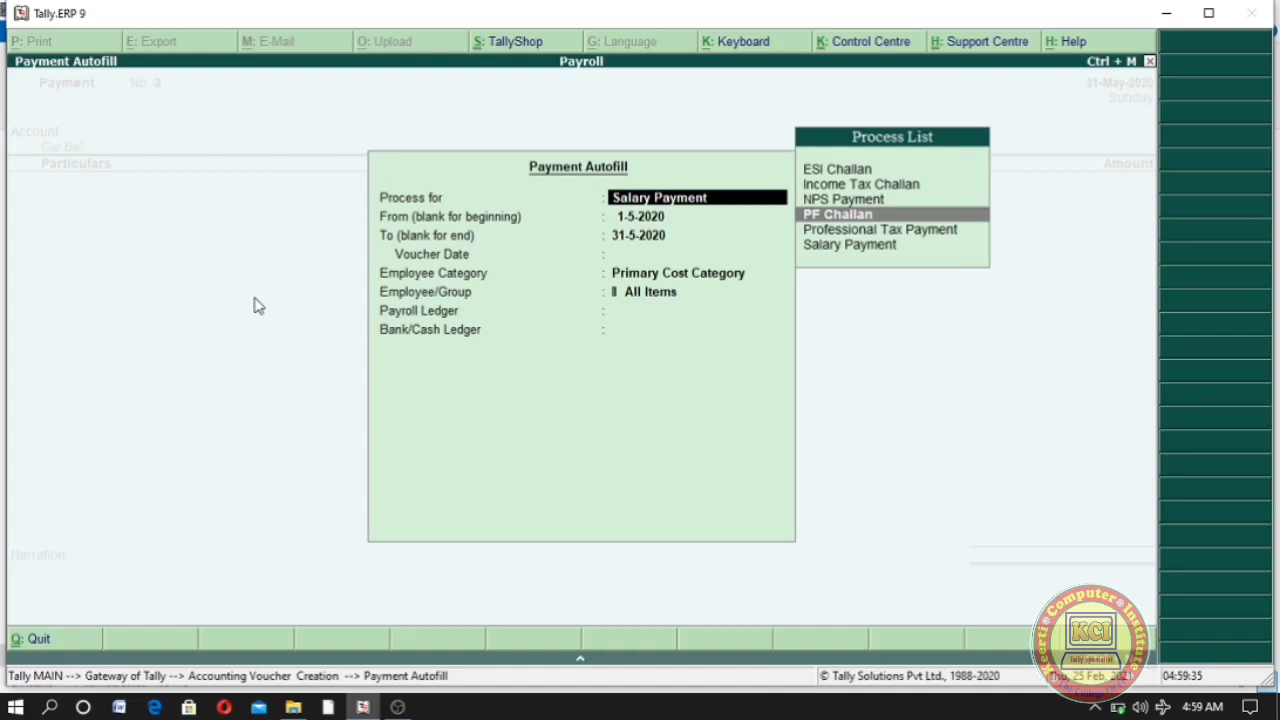 Tally.ERP 9
P: Print E: Export M: E-Mail O: Upload S: TallyShop G: Language K: Keyboard K: Control Centre H: Support Centre H: Help
Payment Autofill Payroll Ctrl + M
Payment No. 3 31-May-2020
Sunday
Account
Cur Bal:
Particulars Amount
Process List
ESI Challan
Income Tax Challan
NPS Payment
PF Challan
Professional Tax Payment
Salary Payment
Payment Autofill
Process for : Salary Payment
From (blank for beginning) : 1-5-2020
To (blank for end) : 31-5-2020
Voucher Date :
Employee Category : Primary Cost Category
Employee/Group : All Items
Payroll Ledger :
Bank/Cash Ledger :
Narration:
Computer
KCI
Tally specialist
Q: Quit
Tally MAIN --> Gateway of Tally --> Accounting Voucher Creation --> Payment Autofill © Tally Solutions Pvt Ltd., 1988-2020 Thu, 25 Feb, 04:59:35
4:59 AM